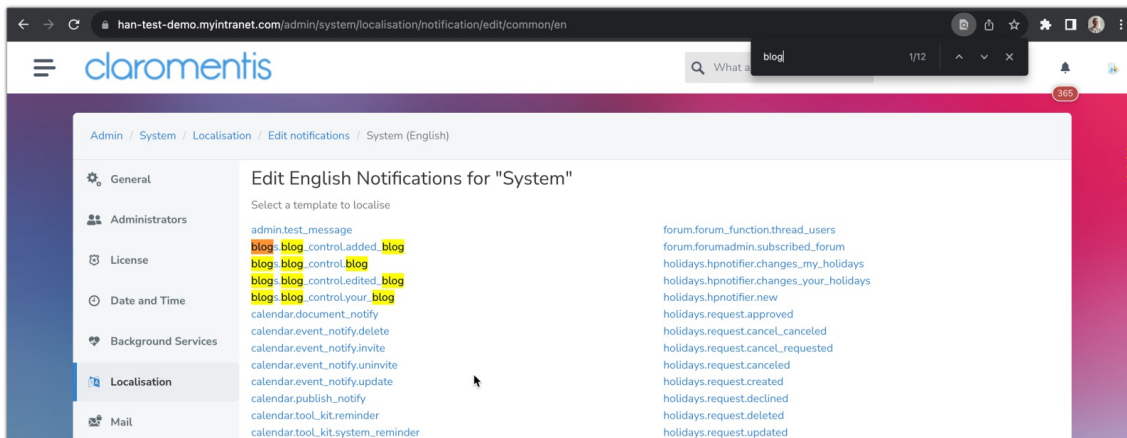 han-test-demo.myintranet.com/admin/system/localisation/notification/edit/common/en
blog 1/12
claromentis
What a
365
Admin / System / Localisation / Edit notifications / System (English)
General
Administrators
License
Date and Time
Background Services
Localisation
Mail
Edit English Notifications for "System"
Select a template to localise
admin.test_message
blogs.blog_control.added_blog
blogs.blog_control.blog
blogs.blog_control.edited_blog
blogs.blog_control.your_blog
calendar.document_notify
calendar.event_notify.delete
calendar.event_notify.invite
calendar.event_notify.uninvite
calendar.event_notify.update
calendar.publish_notify
calendar.tool_kit.reminder
calendar.tool_kit.system_reminder
forum.forum_function.thread_users
forum.forumadmin.subscribed_forum
holidays.hpnotifier.changes_my_holidays
holidays.hpnotifier.changes_your_holidays
holidays.hpnotifier.new
holidays.request.approved
holidays.request.cancel_canceled
holidays.request.cancel_requested
holidays.request.canceled
holidays.request.created
holidays.request.declined
holidays.request.deleted
holidays.request.updated